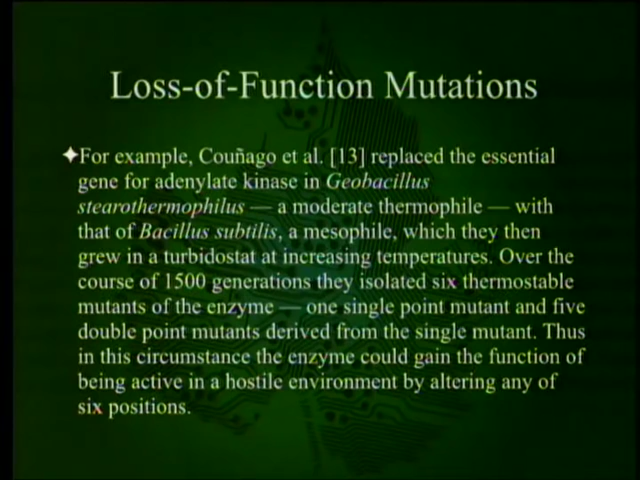 Loss-of-Function Mutations
✦For example, Couñago et al. [13] replaced the essential
gene for adenylate kinase in Geobacillus
stearothermophilus — a moderate thermophile — with
that of Bacillus subtilis, a mesophile, which they then
grew in a turbidostat at increasing temperatures. Over the
course of 1500 generations they isolated six thermostable
mutants of the enzyme — one single point mutant and five
double point mutants derived from the single mutant. Thus
in this circumstance the enzyme could gain the function of
being active in a hostile environment by altering any of
six positions.